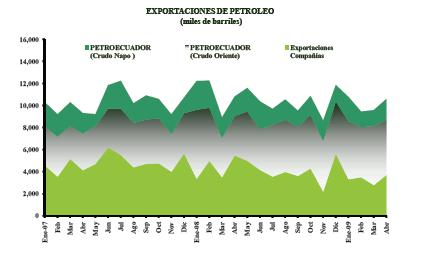 EXPORTACIONES DE PETROLEO
(miles de barriles)
16,000
14,000
12,000
10,000
8,000
6,000
4,000
2,000
0
PETROECUADOR
(Crudo Napo )
PETROECUADOR
(Crudo Oriente)
Exportaciones
Compañías
Ene-07
Feb
Mar
Abr
May
Jun
Jul
Ago
Sep
Oct
Nov
Dic
Ene-08
Feb
Mar
Abr
May
Jun
Jul
Ago
Sep
Oct
Nov
Dic
Ene-09
Feb
Mar
Abr